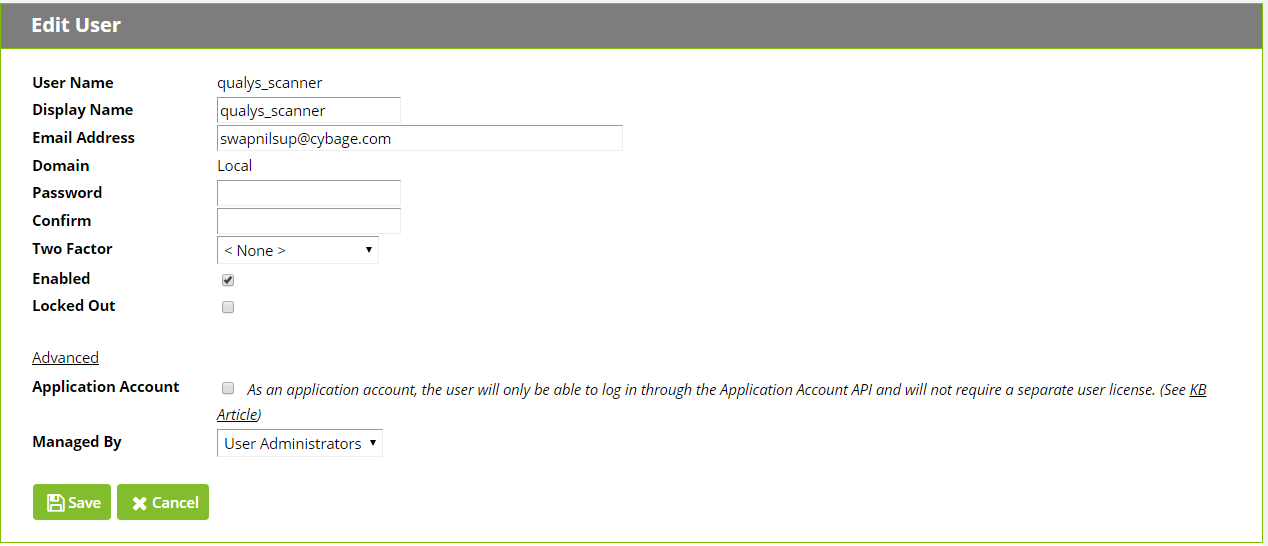 Edit User
User Name qualys_scanner
Display Name qualys_scanner
Email Address swapnilsup@cybage.com
Domain Local
Password
Confirm
Two Factor < None >
Enabled
Locked Out
Advanced
Application Account As an application account, the user will only be able to log in through the Application Account API and will not require a separate user license. (See KB
Article)
Managed By User Administrators
Save Cancel